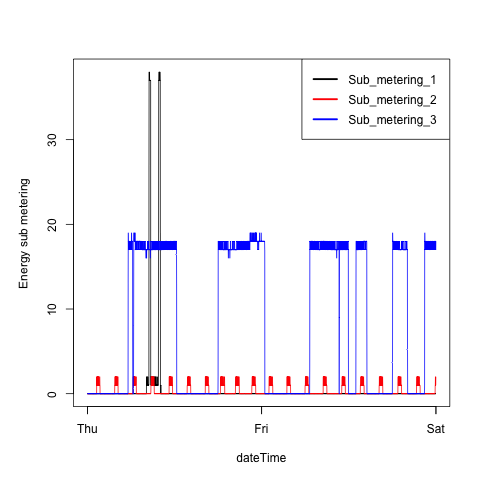 Sub_metering_1
Sub_metering_2
Sub_metering_3
Energy sub metering
30
20
10
0
Thu Fri Sat
dateTime